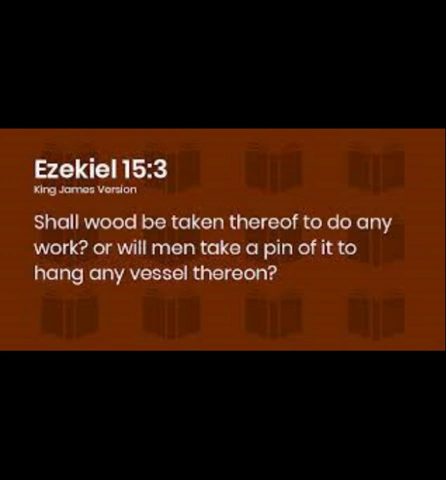 Ezekiel 15:3
King James Version
Shall wood be taken thereof to do any
work? or will men take a pin of it to
hang any vessel thereon?